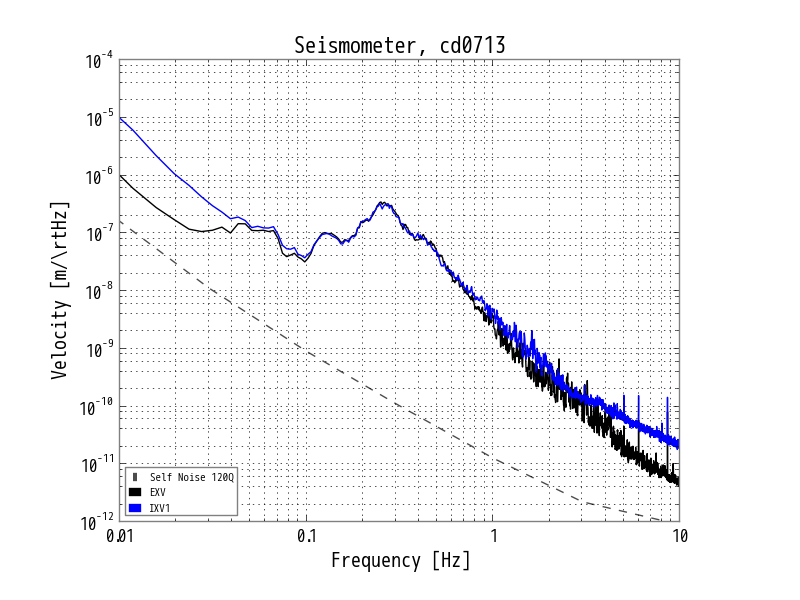 Seismometer, cd0713
Velocity [m/\rtHz]
10^-4
10^-5
10^-6
10^-7
10^-8
10^-9
10^-10
10^-11
10^-12
Self Noise 120Q
EXV
IXV1
0.01 0.1 1 10
Frequency [Hz]